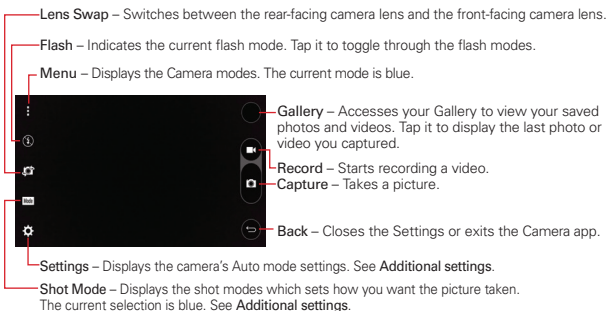 Lens Swap – Switches between the rear-facing camera lens and the front-facing camera lens.
Flash – Indicates the current flash mode. Tap it to toggle through the flash modes.
Menu – Displays the Camera modes. The current mode is blue.
Gallery – Accesses your Gallery to view your saved
photos and videos. Tap it to display the last photo or
video you captured.
Record – Starts recording a video.
Capture – Takes a picture.
Mode
Back – Closes the Settings or exits the Camera app.
Settings – Displays the camera's Auto mode settings. See Additional settings.
Shot Mode – Displays the shot modes which sets how you want the picture taken.
The current selection is blue. See Additional settings.